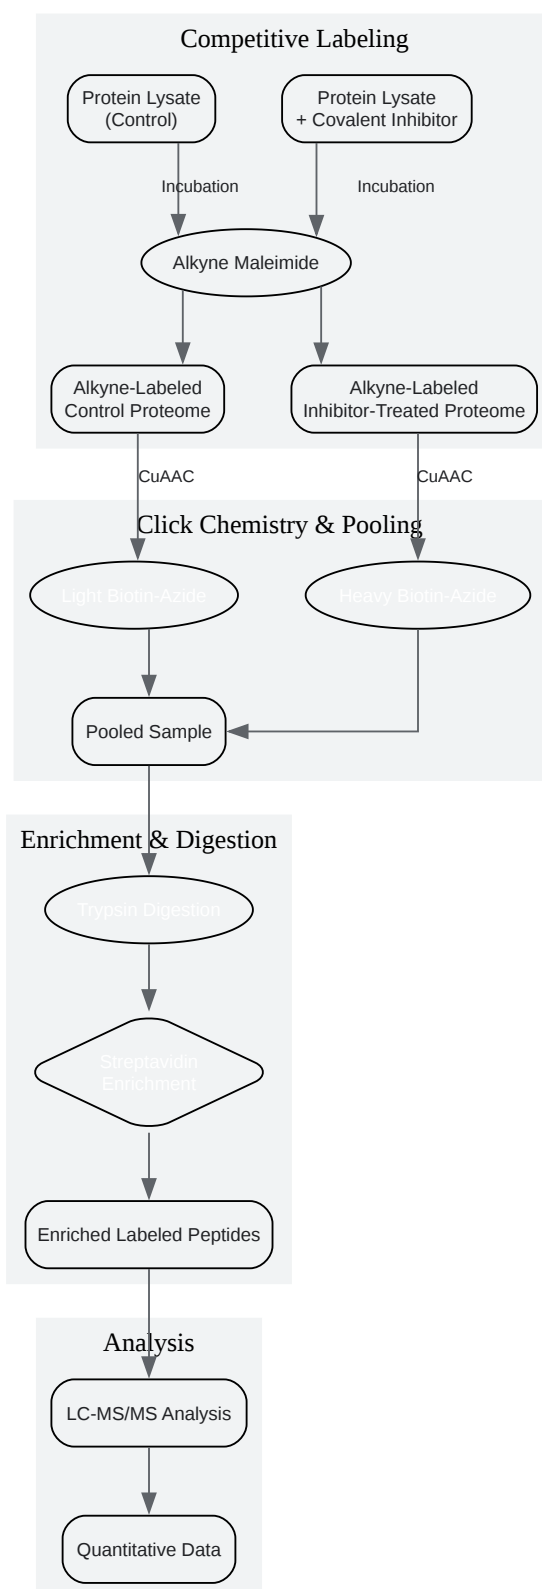 Competitive Labeling
Protein Lysate
(Control)
Protein Lysate
+ Covalent Inhibitor
Incubation
Incubation
Alkyne Maleimide
Alkyne-Labeled
Control Proteome
Alkyne-Labeled
Inhibitor-Treated Proteome
CuAAC
CuAAC
Click Chemistry & Pooling
Light Biotin-Azide
Heavy Biotin-Azide
Pooled Sample
Enrichment & Digestion
Trypsin Digestion
Streptavidin
Enrichment
Enriched Labeled Peptides
Analysis
LC-MS/MS Analysis
Quantitative Data